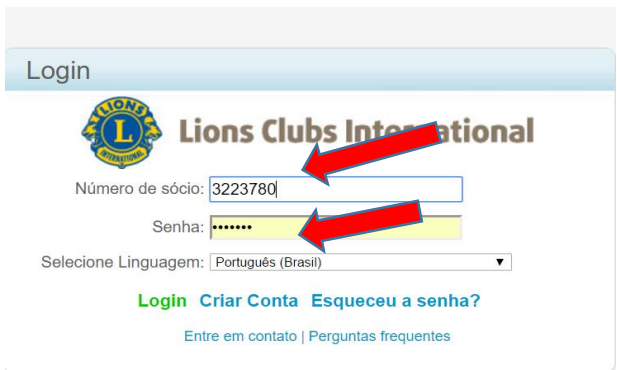 Login
LIONS
L
INTERNATIONAL
Lions Clubs International
Número de sócio: 3223780
Senha: •••••••
Selecione Linguagem: Português (Brasil) ▼
Login Criar Conta Esqueceu a senha?
Entre em contato | Perguntas frequentes